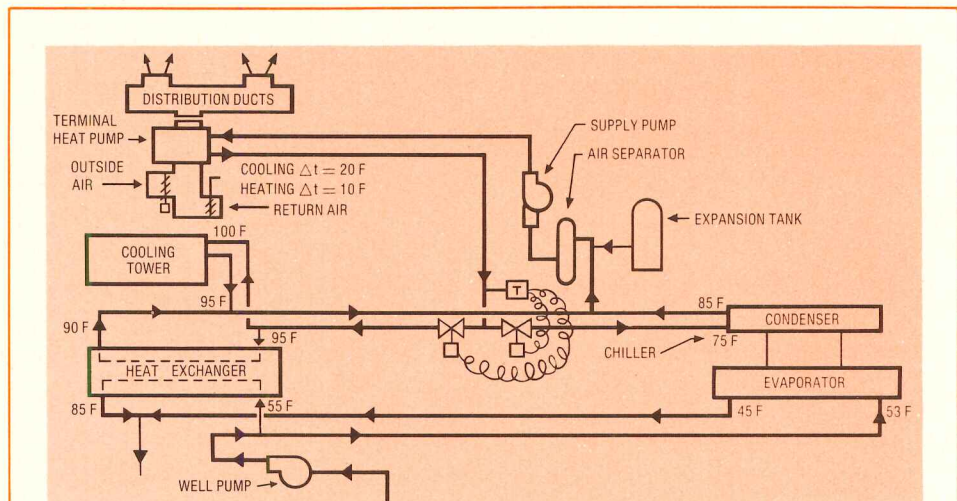 DISTRIBUTION DUCTS
TERMINAL
HEAT PUMP
OUTSIDE
AIR
COOLING Δt = 20 F
HEATING Δt = 10 F
RETURN AIR
SUPPLY PUMP
AIR SEPARATOR
EXPANSION TANK
100 F
COOLING
TOWER
95 F
T
85 F
CONDENSER
90 F
95 F
CHILLER
75 F
HEAT EXCHANGER
EVAPORATOR
85 F
55 F
45 F
53 F
WELL PUMP